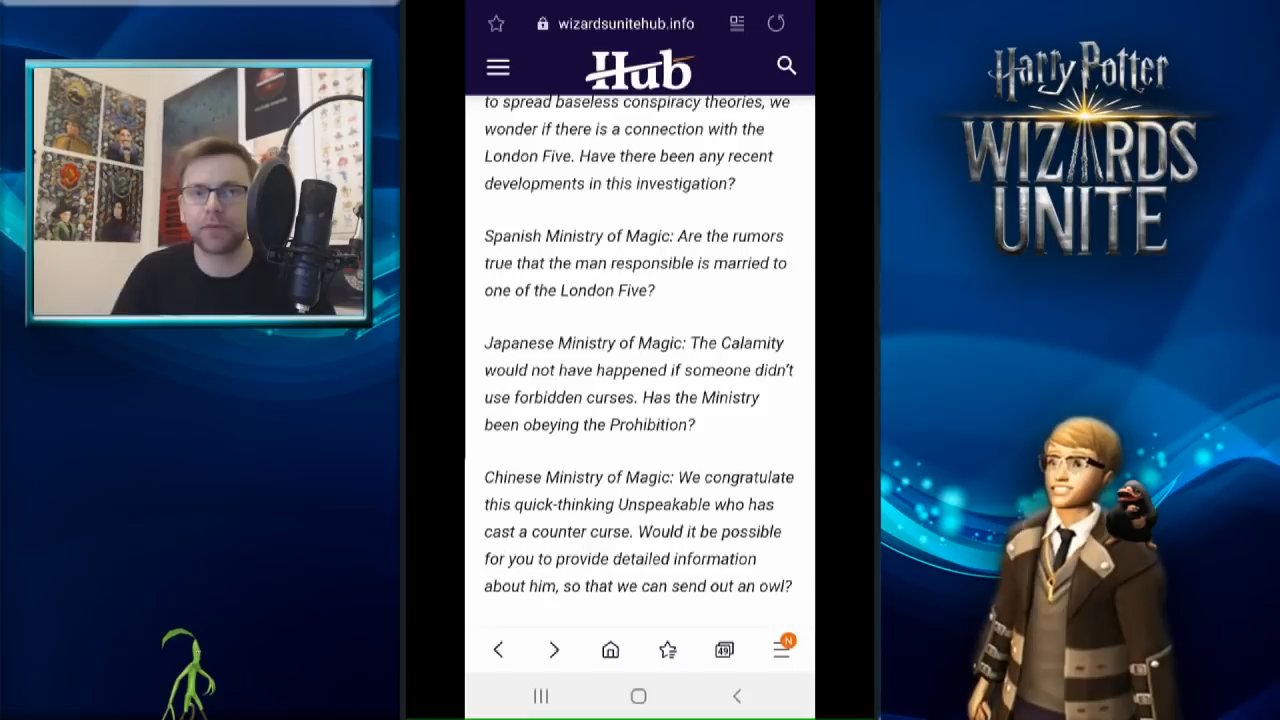 wizardsunitehub.info
Hub
to spread baseless conspiracy theories, we
wonder if there is a connection with the
London Five. Have there been any recent
developments in this investigation?
Spanish Ministry of Magic: Are the rumors
true that the man responsible is married to
one of the London Five?
Japanese Ministry of Magic: The Calamity
would not have happened if someone didn't
use forbidden curses. Has the Ministry
been obeying the Prohibition?
Chinese Ministry of Magic: We congratulate
this quick-thinking Unspeakable who has
cast a counter curse. Would it be possible
for you to provide detailed information
about him, so that we can send out an owl?
49
N
Harry Potter
WIZARDS
UNITE